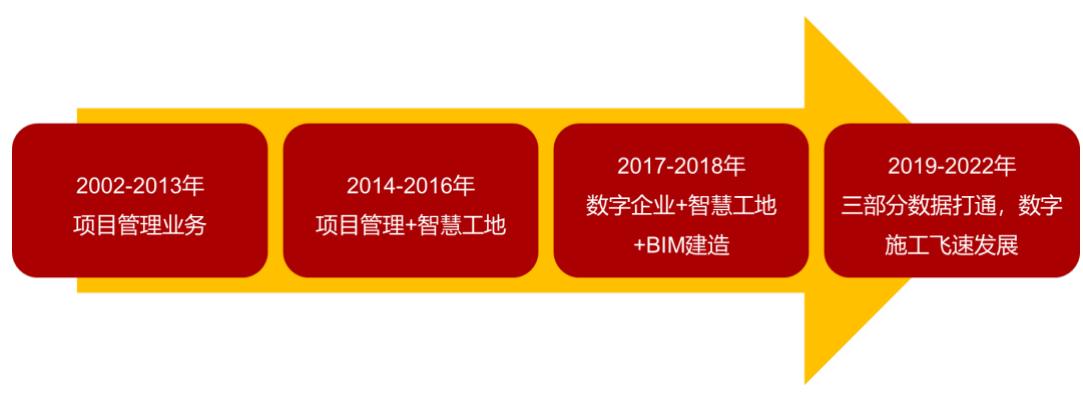 2002-2013年
项目管理业务
2014-2016年
项目管理+智慧工地
2017-2018年
数字企业+智慧工地
+BIM建造
2019-2022年
三部分数据打通，数字
施工飞速发展